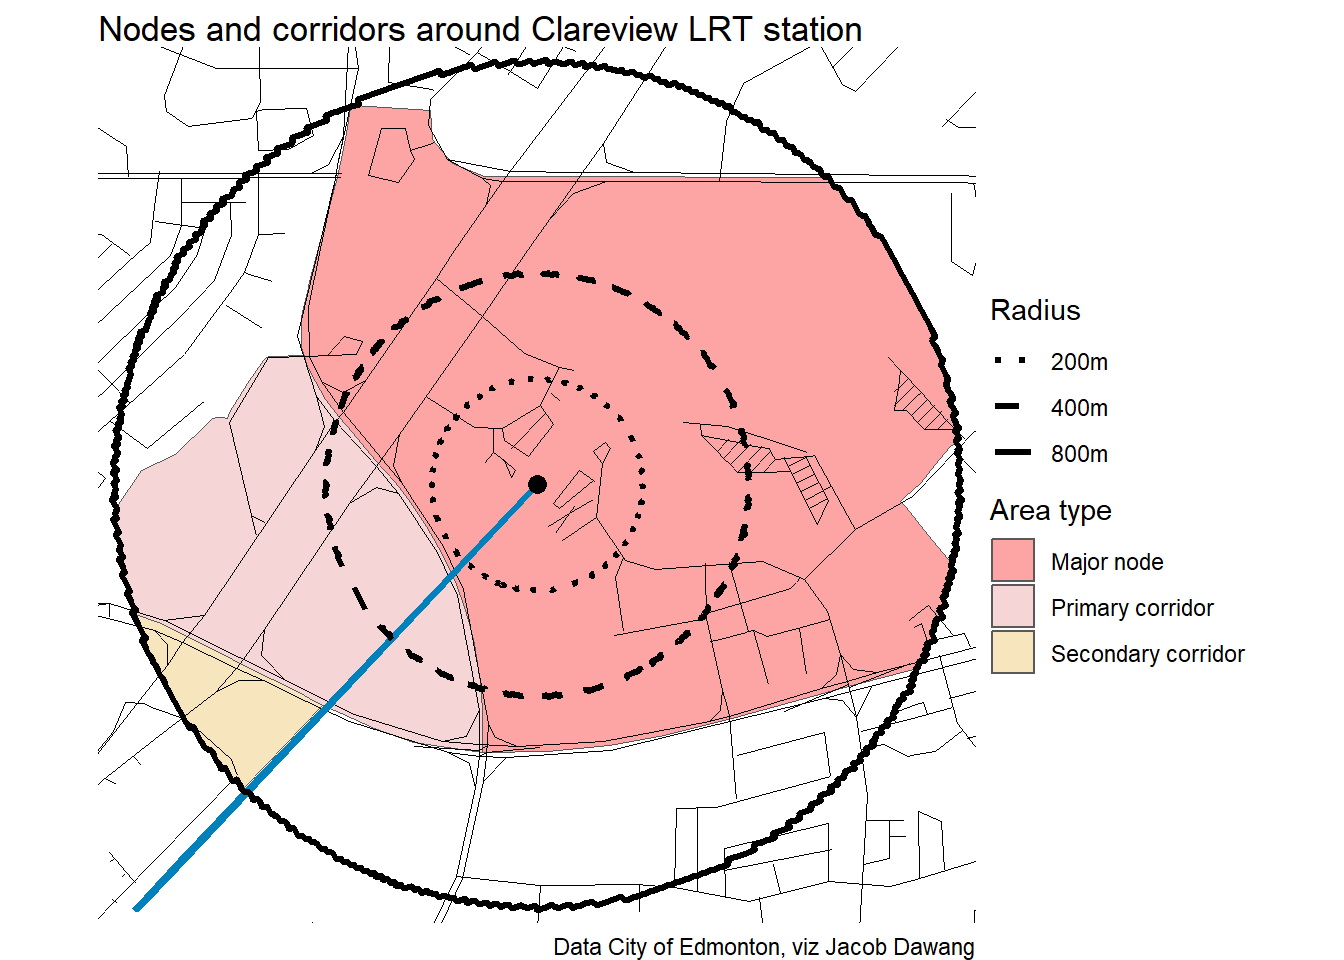 Nodes and corridors around Clareview LRT station
Radius
200m
400m
800m
Area type
Major node
Primary corridor
Secondary corridor
Data City of Edmonton, viz Jacob Dawang